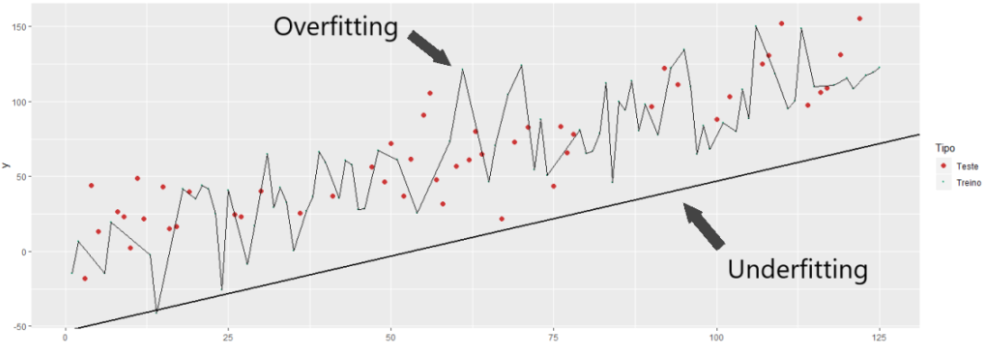 Overfitting
150
100
50
0
-50
y
0
25
50
75
100
125
Underfitting
Tipo
Teste
Treino